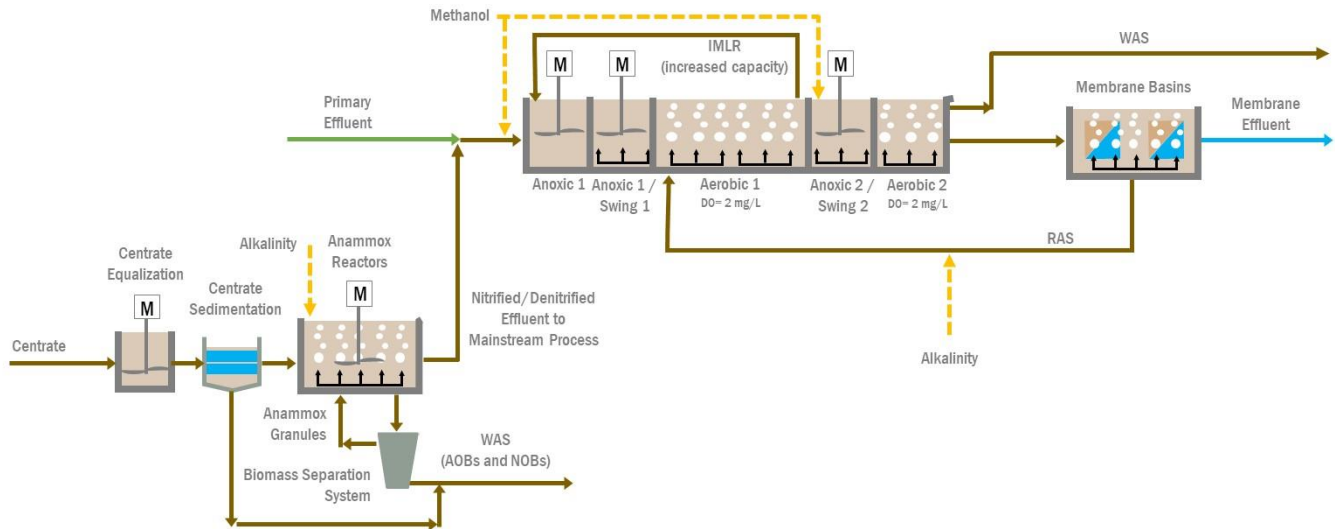 Methanol
M
M
IMLR
(increased capacity)
M
WAS
Membrane Basins
Primary
Effluent
Membrane
Effluent
Anoxic 1
Anoxic 1 /
Swing 1
Aerobic 1
DO= 2 mg/L
Anoxic 2 /
Swing 2
Aerobic 2
DO= 2 mg/L
RAS
Alkalinity
Anammox
Reactors
Centrate
Equalization
Centrate
Sedimentation
M
M
Nitrified/Denitrified
Effluent to
Mainstream Process
Centrate
Alkalinity
Anammox
Granules
WAS
(AOBs and NOBs)
Biomass Separation
System